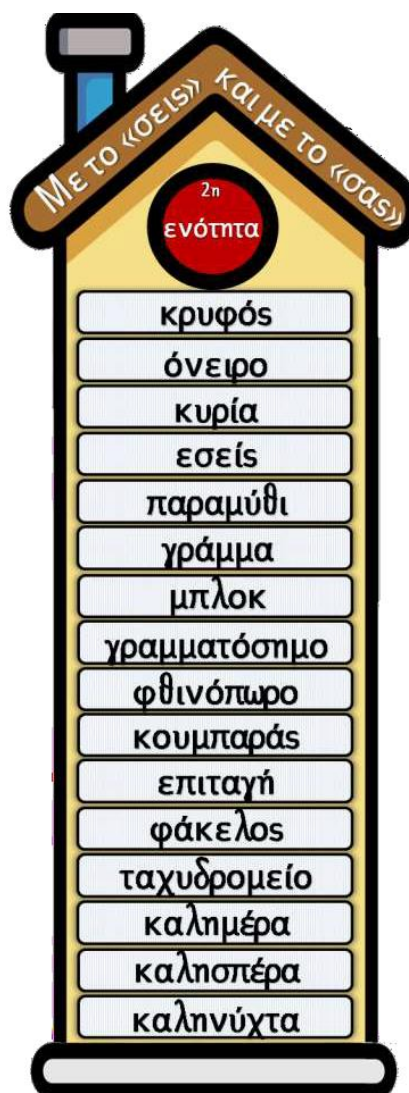 Με το «σεις» και με το «σας»
2η
ενότητα
κρυφός
όνειρο
κυρία
εσείς
παραμύθι
γράμμα
μπλοκ
γραμματόσημο
φθινόπωρο
κουμπαράς
επιταγή
φάκελος
ταχυδρομείο
καλημέρα
καλησπέρα
καληνύχτα